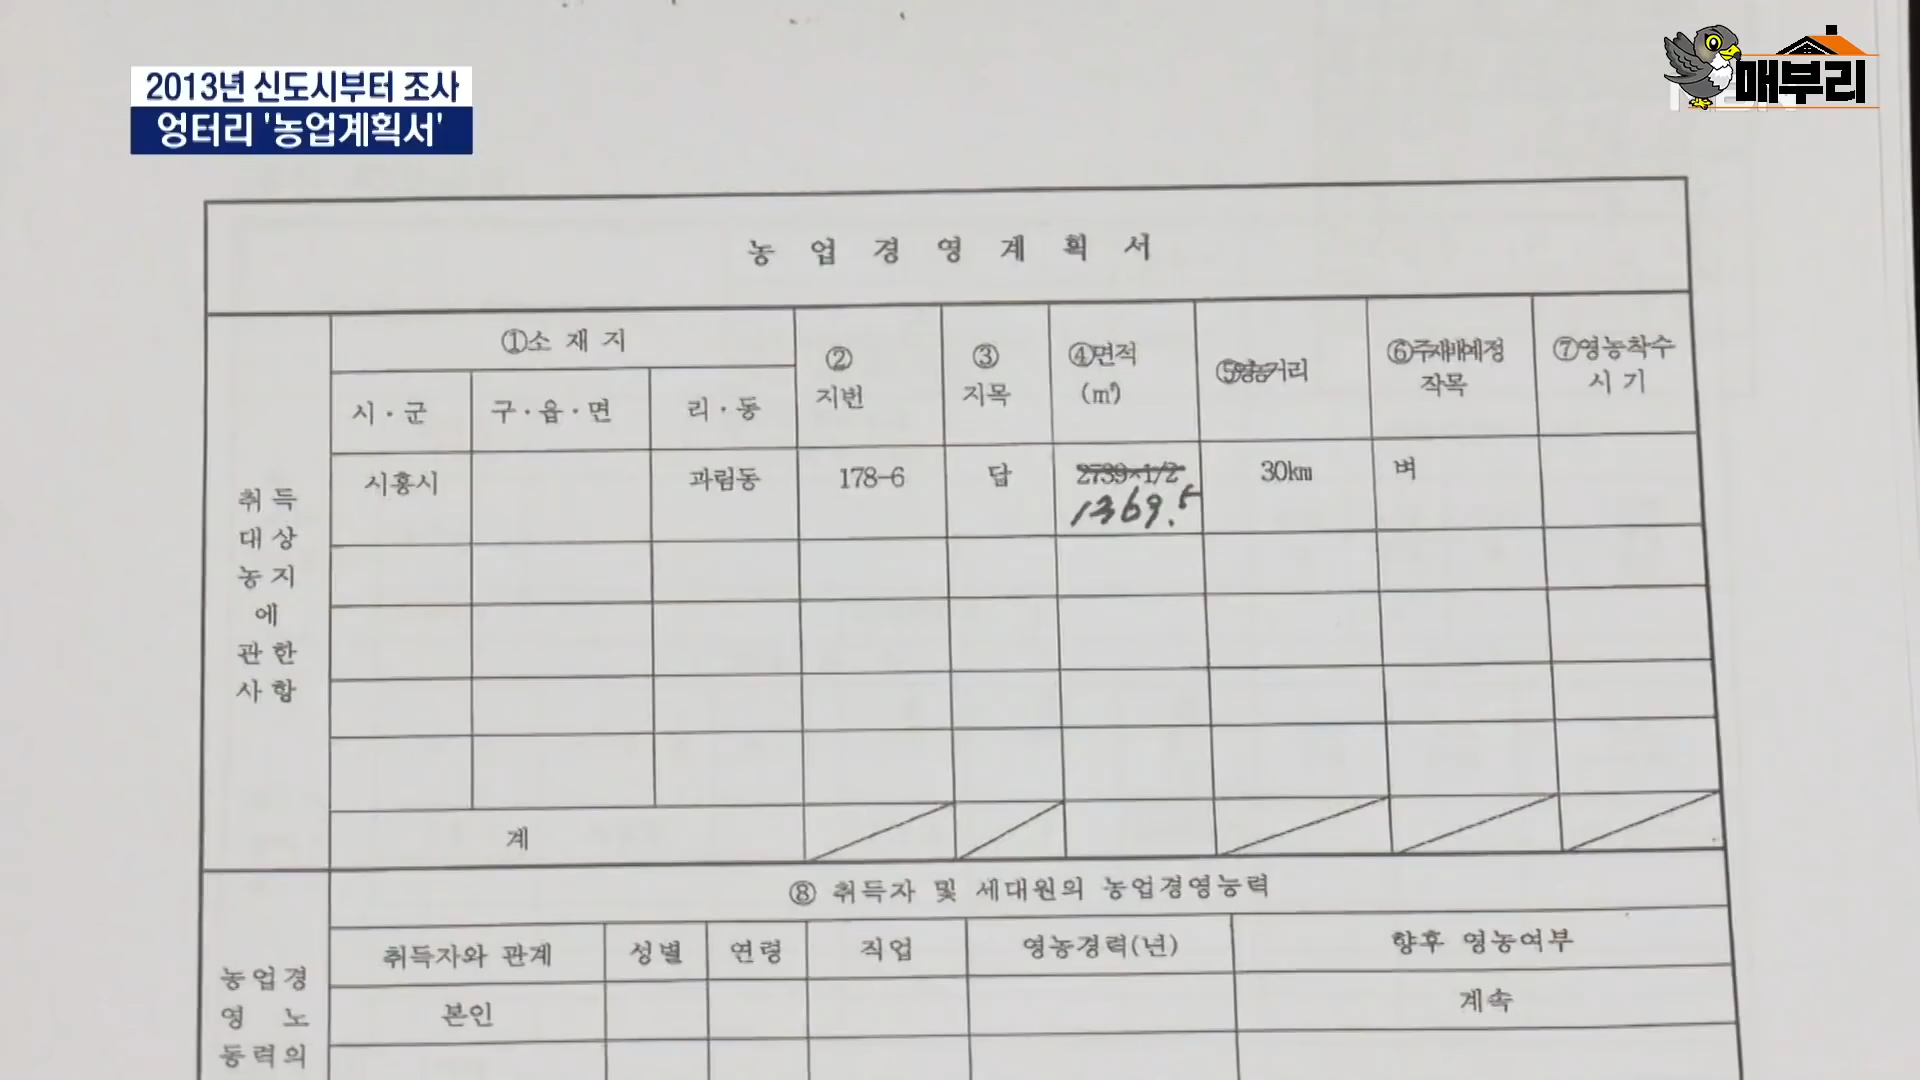 2013년 신도시부터 조사
엉터리 '농업계획서'
매부리
농 업 경 영 계 획 서
취 득
대 상
농 지
에
관 한
사 항
①소 재 지
②
지번
③
지목
④면적
(㎡)
⑤영농거리
⑥주재배예정
작목
⑦영농착수
시 기
시·군
구·읍·면
리·동
시흥시
과림동
178-6
답
2739×1/2
1369.5
30㎞
벼
계
농업경
영 노
동력의
⑧ 취득자 및 세대원의 농업경영능력
취득자와 관계
성별
연령
직업
영농경력(년)
향후 영농여부
본인
계속